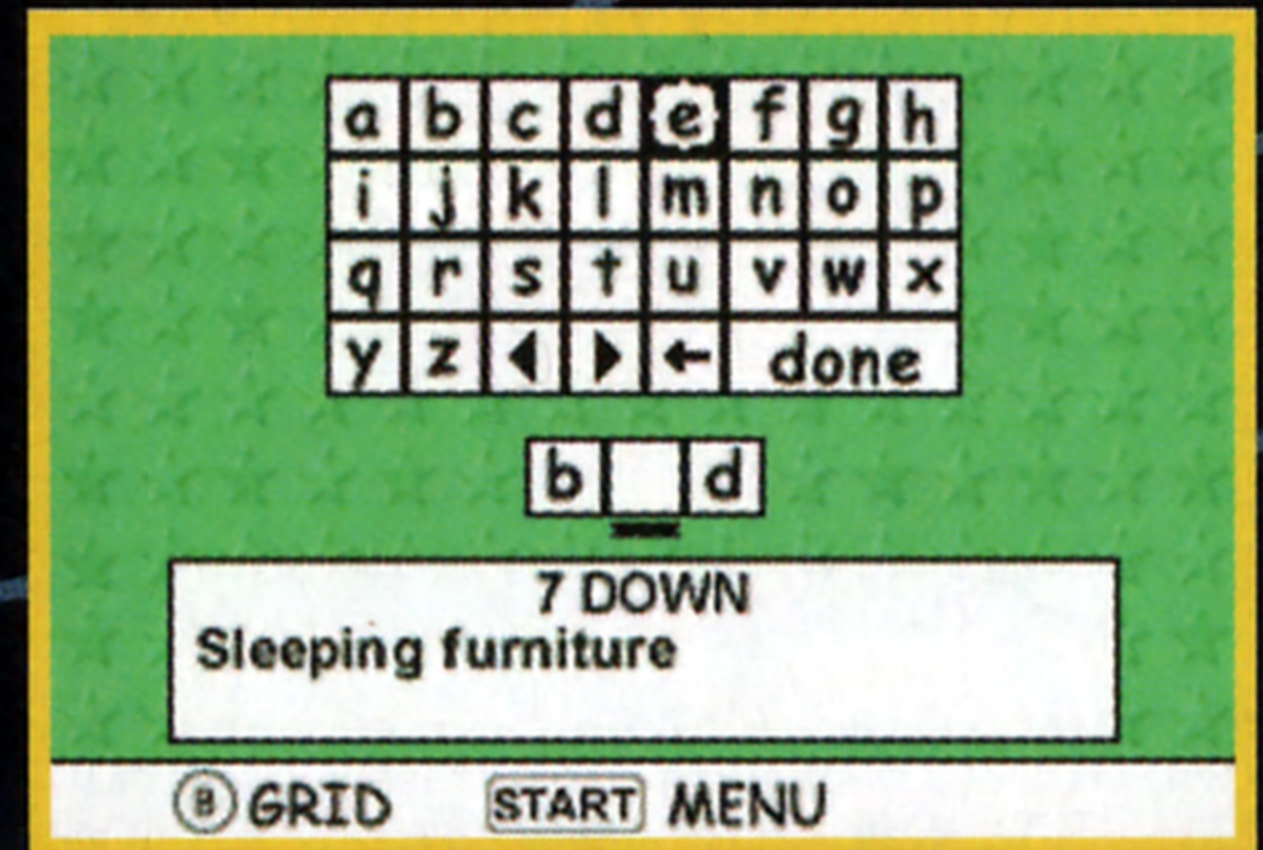 a b c d e f g h
i j k l m n o p
q r s t u v w x
y z ◀ ▶ ← done
b d
7 DOWN
Sleeping furniture
B GRID START MENU